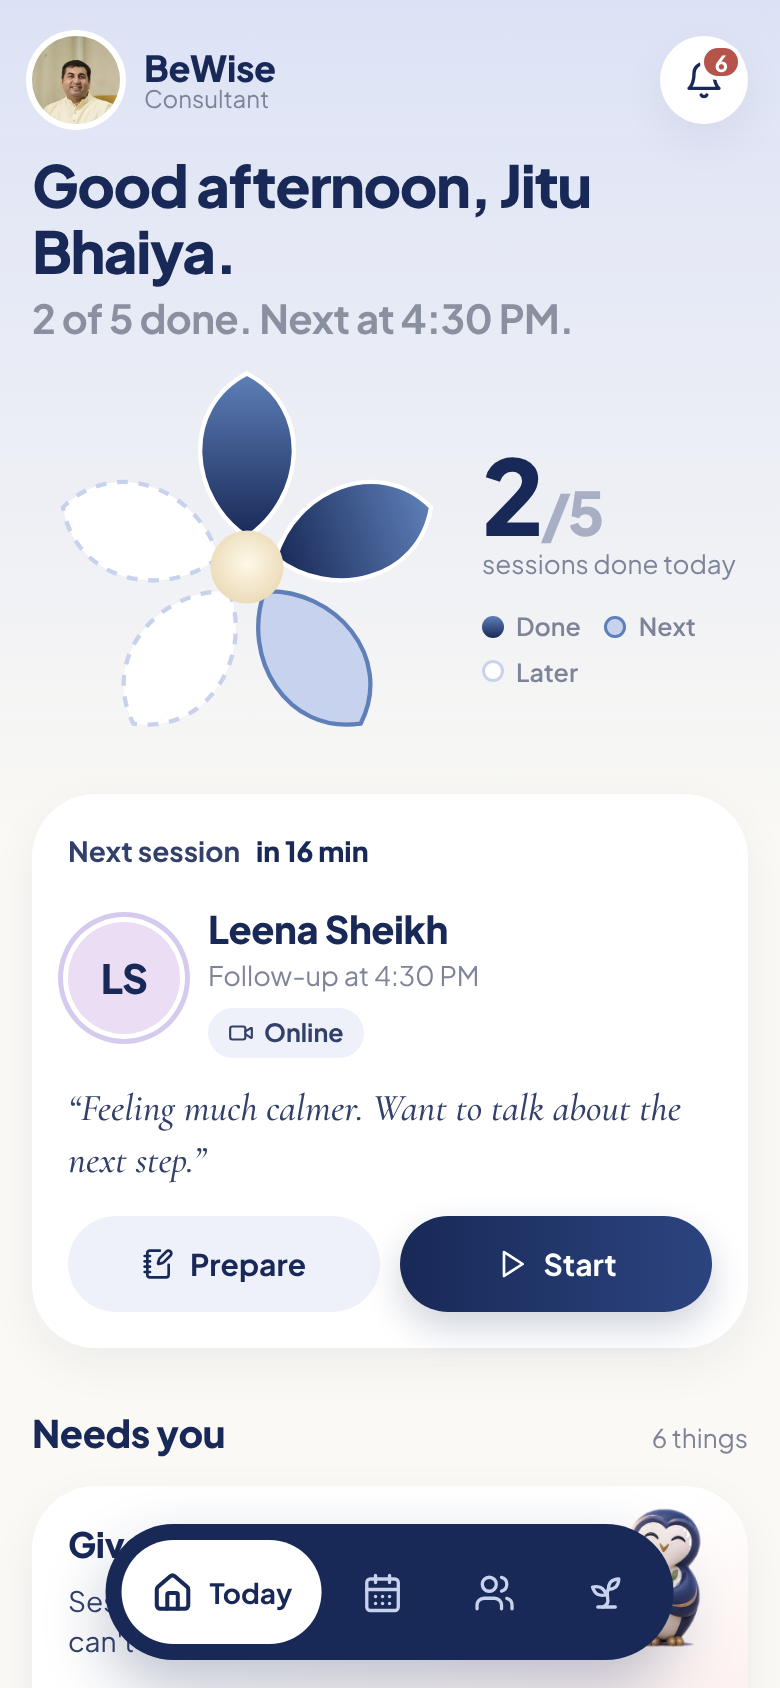 BeWise
Consultant
6
Good afternoon, Jitu
Bhaiya.
2 of 5 done. Next at 4:30 PM.
2/5
sessions done today
Done
Next
Later
Next session in 16 min
LS
Leena Sheikh
Follow-up at 4:30 PM
Online
“Feeling much calmer. Want to talk about the
next step.”
Prepare
Start
Needs you
6 things
can't
Today